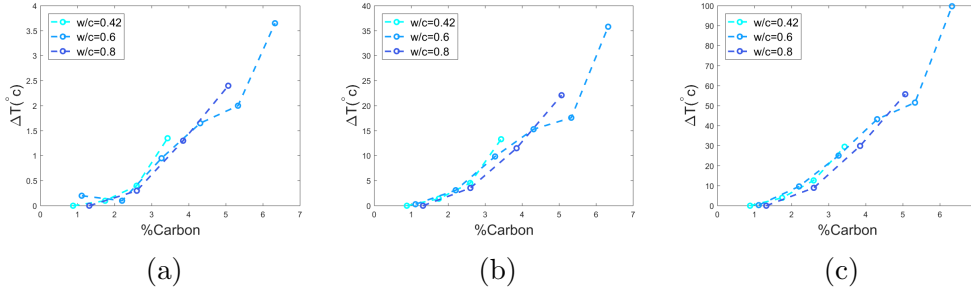 4
3.5
3
2.5
2
1.5
1
0.5
0
0 1 2 3 4 5 6 7
ΔT(°c)
%Carbon
w/c=0.42
w/c=0.6
w/c=0.8
(a)
40
35
30
25
20
15
10
5
0
0 1 2 3 4 5 6 7
ΔT(°c)
%Carbon
w/c=0.42
w/c=0.6
w/c=0.8
(b)
100
90
80
70
60
50
40
30
20
10
0
0 1 2 3 4 5 6
ΔT(°c)
%Carbon
w/c=0.42
w/c=0.6
w/c=0.8
(c)